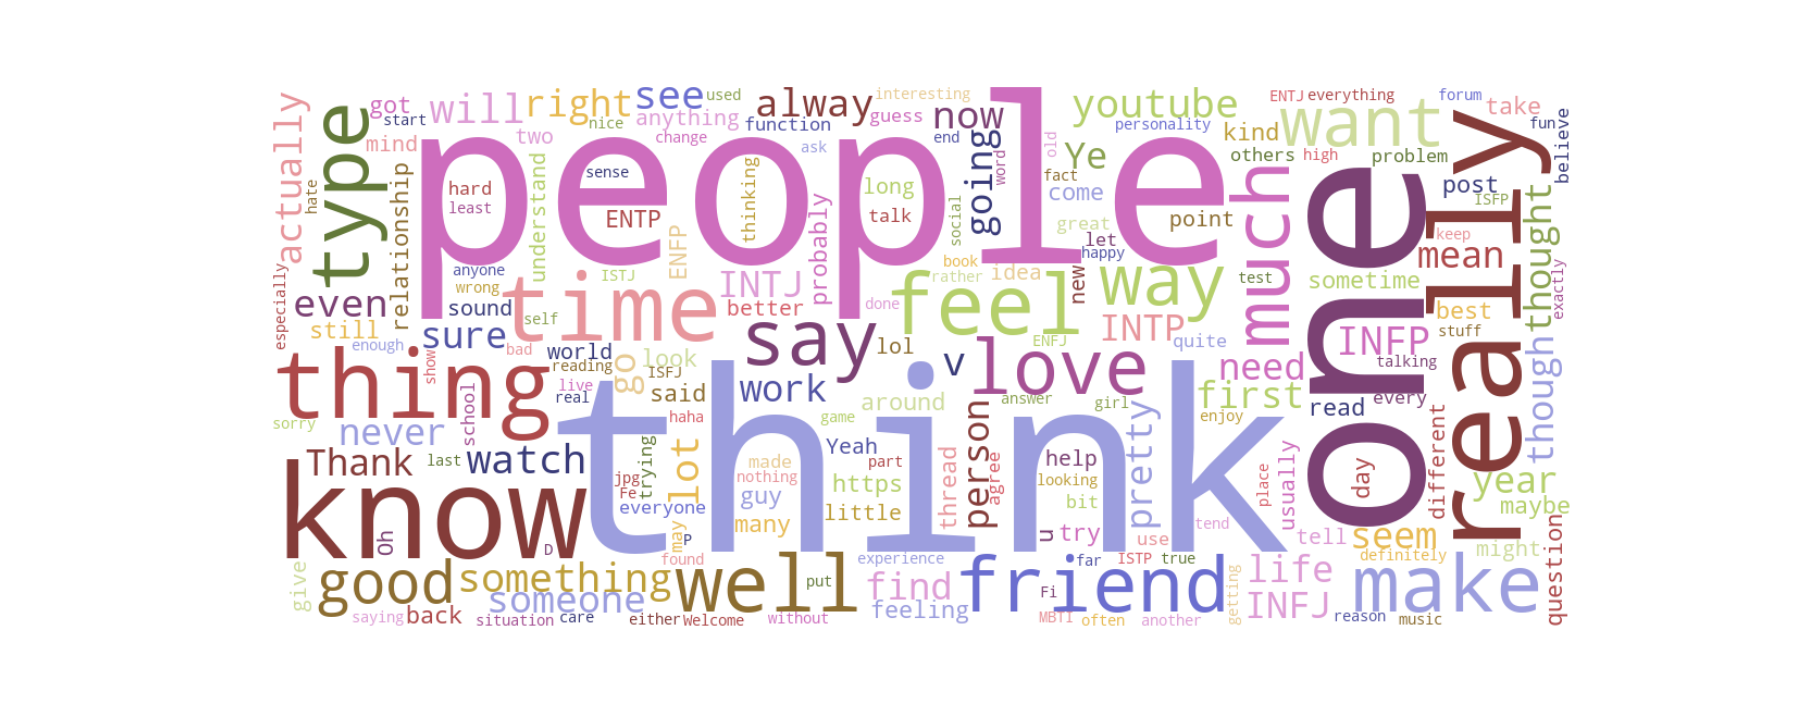 people
think
one
really
know
thing
time
feel
love
say
well
friend
make
good
type
want
much
way
something
someone
even
sure
never
Thank
watch
actually
got
will
right
see
used
alway
interesting
now
youtube
ENTJ
everything
forum
take
start
nice
anything
function
guess
personality
kind
fun
mind
two
change
ask
end
old
Ye
others
high
problem
believe
hate
relationship
understand
hard
least
sense
thinking
ENTP
probably
long
talk
social
going
word
fact
come
great
point
post
ISFP
thought
keep
mean
exactly
especially
anyone
wrong
sound
self
ISTJ
ENFP
INTJ
better
done
book
rather
idea
new
let
happy
test
sometime
best
stuff
still
enough
show
bad
world
reading
live
real
go
look
ISFJ
said
work
lol
v
ENFJ
INTP
quite
need
INFP
talking
though
sorry
school
haha
game
around
answer
girl
first
enjoy
read
every
different
last
jpg
Fe
trying
lot
everyone
made
nothing
guy
many
Yeah
part
https
little
thread
person
agree
help
looking
bit
pretty
place
usually
day
year
maybe
Oh
D
may
P
found
experience
u
try
use
tend
tell
seem
definitely
might
question
give
put
find
feeling
far
ISTP
true
Fi
life
INFJ
getting
saying
back
situation
care
either
Welcome
without
MBTI
often
another
reason
music